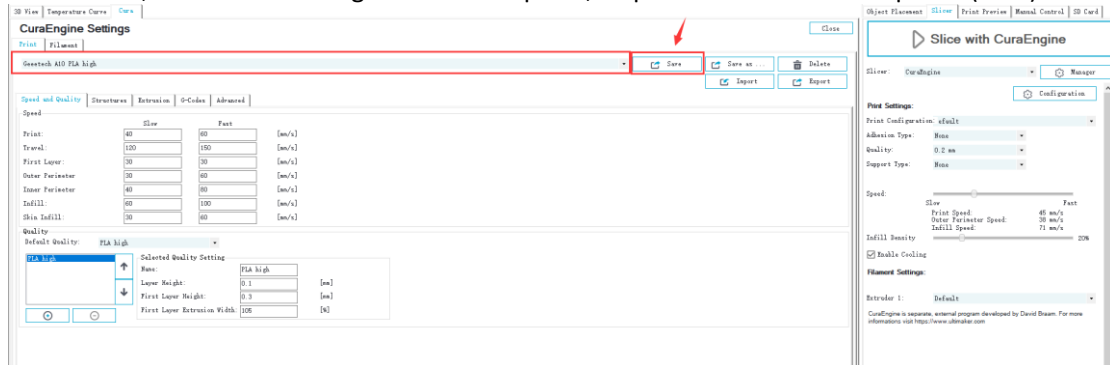 3D View Temperature Curve Cura
Object Placement Slicer Print Preview Manual Control SD Card
CuraEngine Settings
Close
Print Filament
Slice with CuraEngine
Geeetech A10 PLA high
Save
Save as ...
Delete
Import
Export
Slicer: CuraEngine
Manager
Configuration
Speed and Quality Structures Extrusion G-Codes Advanced
Speed
Slow Fast
Print: 40 60 [mm/s]
Travel: 120 150 [mm/s]
First Layer: 30 30 [mm/s]
Outer Perimeter 30 60 [mm/s]
Inner Perimeter 40 80 [mm/s]
Infill: 60 100 [mm/s]
Skin Infill: 30 60 [mm/s]
Quality
Default Quality: PLA high
PLA high
Selected Quality Setting
Name: PLA high
Layer Height: 0.1 [mm]
First Layer Height: 0.3 [mm]
First Layer Extrusion Width: 105 [%]
Print Settings:
Print Configuration: efault
Adhesion Type: None
Quality: 0.2 mm
Support Type: None
Speed:
Slow Fast
Print Speed: 45 mm/s
Outer Perimeter Speed: 38 mm/s
Infill Speed: 71 mm/s
Infill Density 20%
Enable Cooling
Filament Settings:
Extruder 1: Default
CuraEngine is separate, external program developed by David Braam. For more
informations visit https://www.ultimaker.com